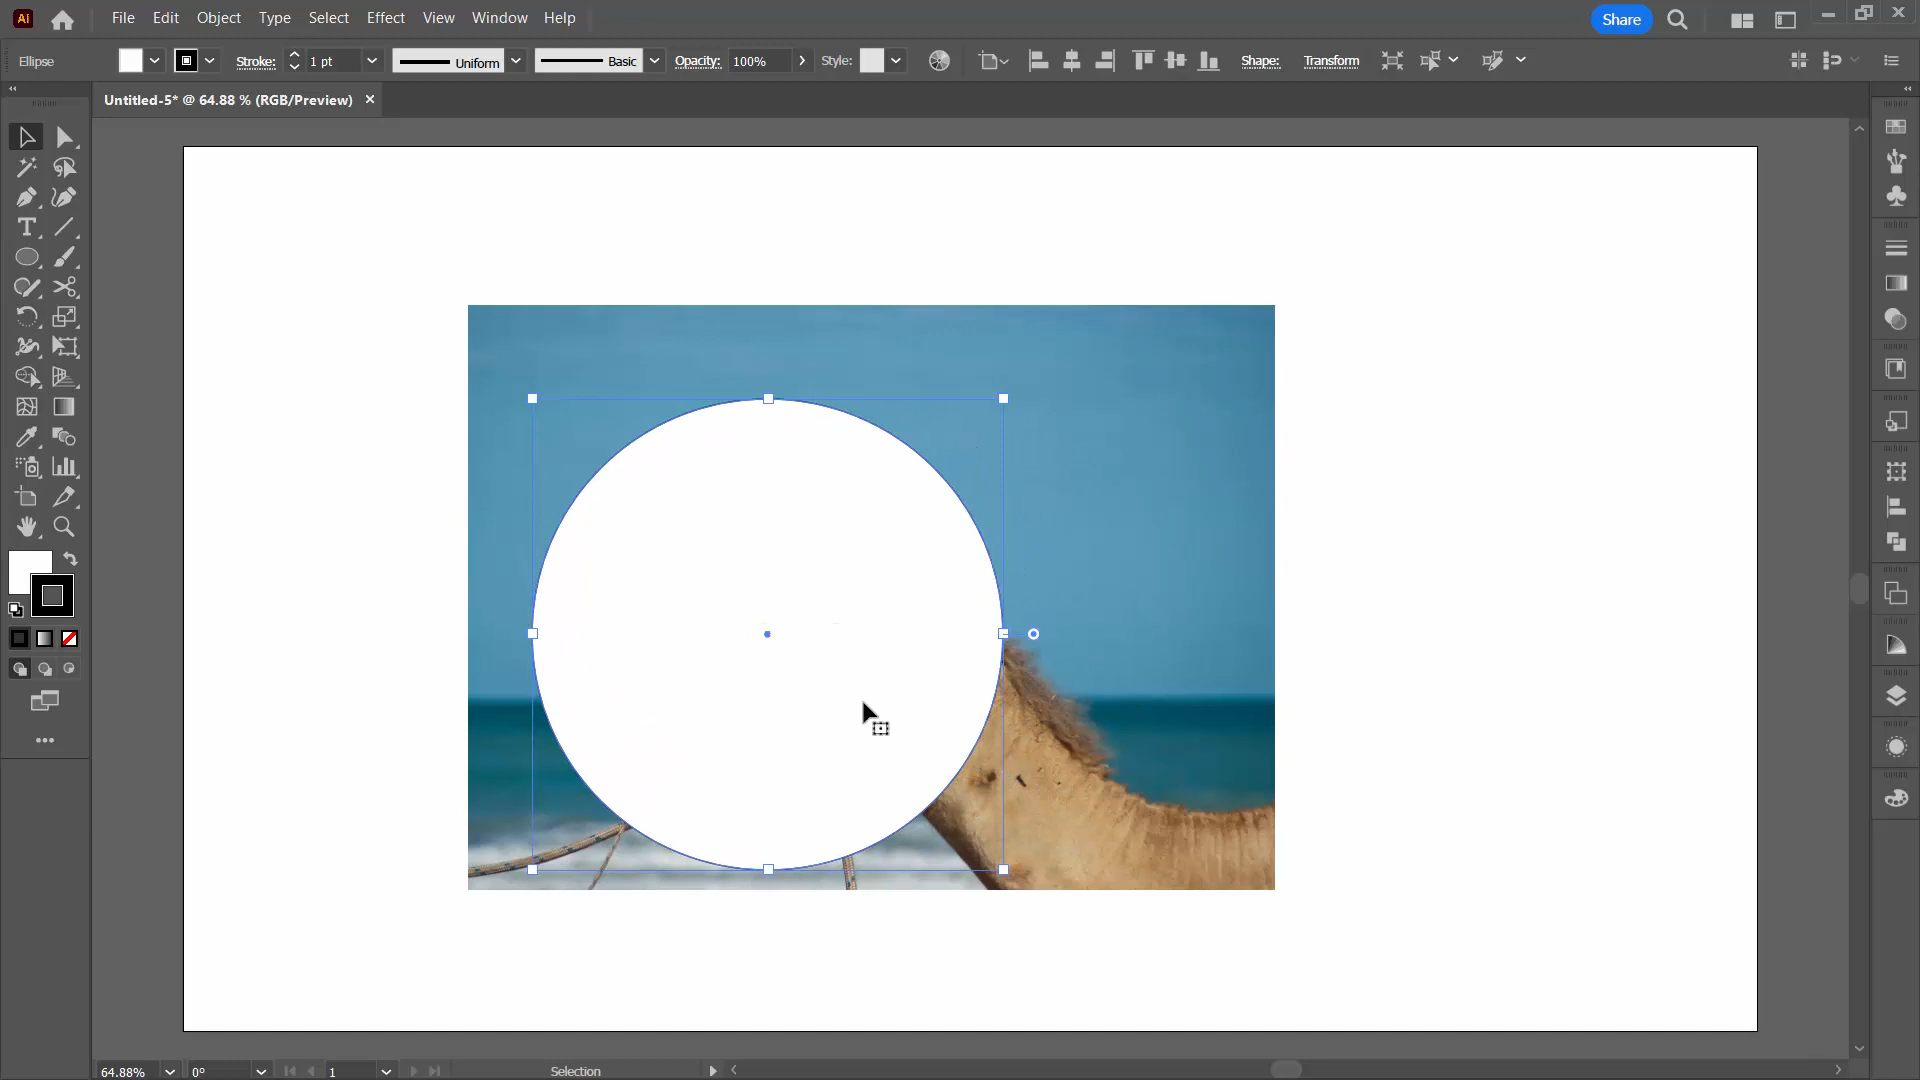 Ai File Edit Object Type Select Effect View Window Help Share
Ellipse Stroke: 1 pt Uniform Basic Opacity: 100% Style: Shape: Transform
Untitled-5* @ 64.88 % (RGB/Preview) ×
T
64.88% 0° 1 Selection